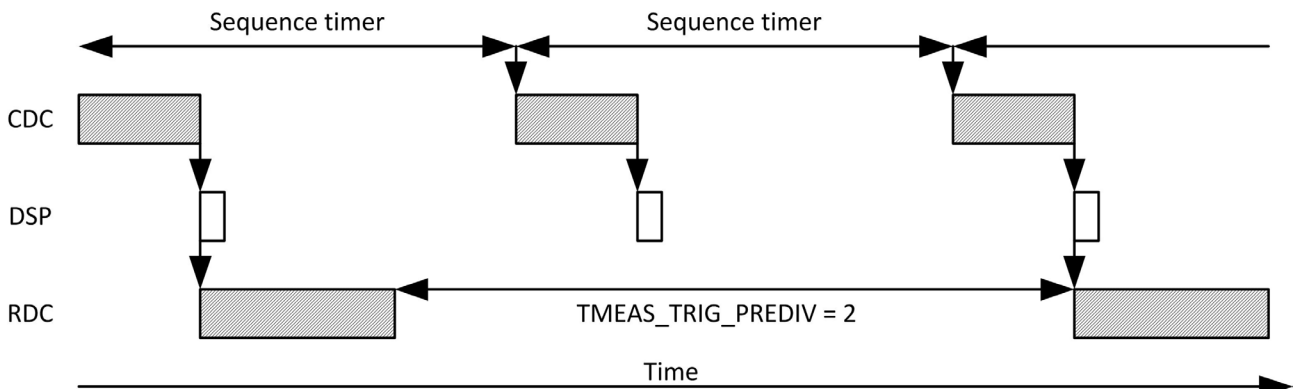 Sequence timer
Sequence timer
CDC
DSP
RDC
TMEAS_TRIG_PREDIV = 2
Time